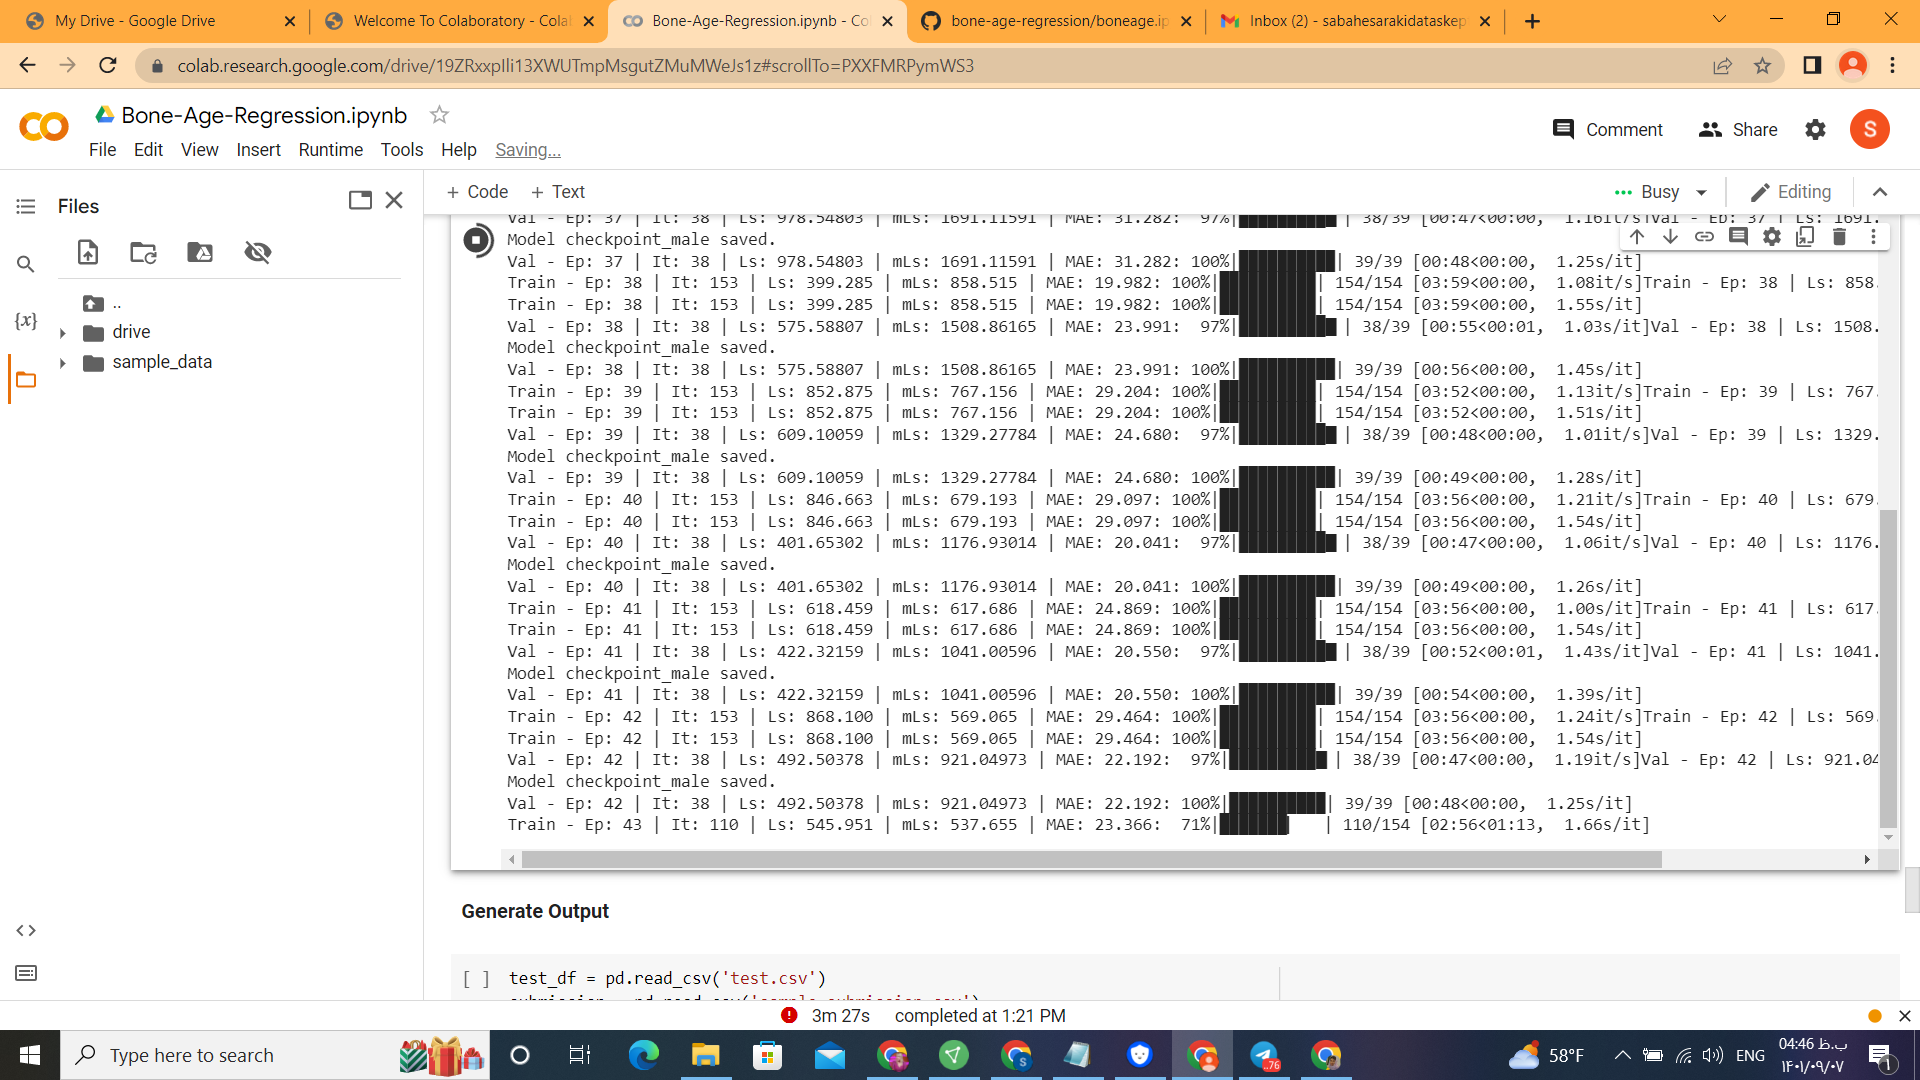 My Drive - Google Drive
Welcome To Colaboratory - Colab
Bone-Age-Regression.ipynb - Co
bone-age-regression/boneage.ip
Inbox (2) - sabahesarakidataskep
colab.research.google.com/drive/19ZRxxpIli13XWUTmpMsgutZMuMWeJs1z#scrollTo=PXXFMRPymWS3
Bone-Age-Regression.ipynb
Comment
Share
S
File Edit View Insert Runtime Tools Help Saving...
Files
+ Code + Text
Busy
Editing
..
drive
sample_data
{x}
Val - Ep: 37 | It: 38 | Ls: 978.54803 | mLs: 1691.11591 | MAE: 31.282: 97%| | 38/39 [00:47<00:00, 1.16it/s]Val - Ep: 37 | Ls: 1691.
Model checkpoint_male saved.
Val - Ep: 37 | It: 38 | Ls: 978.54803 | mLs: 1691.11591 | MAE: 31.282: 100%| | 39/39 [00:48<00:00, 1.25s/it]
Train - Ep: 38 | It: 153 | Ls: 399.285 | mLs: 858.515 | MAE: 19.982: 100%| | 154/154 [03:59<00:00, 1.08it/s]Train - Ep: 38 | Ls: 858.
Train - Ep: 38 | It: 153 | Ls: 399.285 | mLs: 858.515 | MAE: 19.982: 100%| | 154/154 [03:59<00:00, 1.55s/it]
Val - Ep: 38 | It: 38 | Ls: 575.58807 | mLs: 1508.86165 | MAE: 23.991: 97%| | 38/39 [00:55<00:01, 1.03s/it]Val - Ep: 38 | Ls: 1508.
Model checkpoint_male saved.
Val - Ep: 38 | It: 38 | Ls: 575.58807 | mLs: 1508.86165 | MAE: 23.991: 100%| | 39/39 [00:56<00:00, 1.45s/it]
Train - Ep: 39 | It: 153 | Ls: 852.875 | mLs: 767.156 | MAE: 29.204: 100%| | 154/154 [03:52<00:00, 1.13it/s]Train - Ep: 39 | Ls: 767.
Train - Ep: 39 | It: 153 | Ls: 852.875 | mLs: 767.156 | MAE: 29.204: 100%| | 154/154 [03:52<00:00, 1.51s/it]
Val - Ep: 39 | It: 38 | Ls: 609.10059 | mLs: 1329.27784 | MAE: 24.680: 97%| | 38/39 [00:48<00:00, 1.01it/s]Val - Ep: 39 | Ls: 1329.
Model checkpoint_male saved.
Val - Ep: 39 | It: 38 | Ls: 609.10059 | mLs: 1329.27784 | MAE: 24.680: 100%| | 39/39 [00:49<00:00, 1.28s/it]
Train - Ep: 40 | It: 153 | Ls: 846.663 | mLs: 679.193 | MAE: 29.097: 100%| | 154/154 [03:56<00:00, 1.21it/s]Train - Ep: 40 | Ls: 679.
Train - Ep: 40 | It: 153 | Ls: 846.663 | mLs: 679.193 | MAE: 29.097: 100%| | 154/154 [03:56<00:00, 1.54s/it]
Val - Ep: 40 | It: 38 | Ls: 401.65302 | mLs: 1176.93014 | MAE: 20.041: 97%| | 38/39 [00:47<00:00, 1.06it/s]Val - Ep: 40 | Ls: 1176.
Model checkpoint_male saved.
Val - Ep: 40 | It: 38 | Ls: 401.65302 | mLs: 1176.93014 | MAE: 20.041: 100%| | 39/39 [00:49<00:00, 1.26s/it]
Train - Ep: 41 | It: 153 | Ls: 618.459 | mLs: 617.686 | MAE: 24.869: 100%| | 154/154 [03:56<00:00, 1.00s/it]Train - Ep: 41 | Ls: 617.
Train - Ep: 41 | It: 153 | Ls: 618.459 | mLs: 617.686 | MAE: 24.869: 100%| | 154/154 [03:56<00:00, 1.54s/it]
Val - Ep: 41 | It: 38 | Ls: 422.32159 | mLs: 1041.00596 | MAE: 20.550: 97%| | 38/39 [00:52<00:01, 1.43s/it]Val - Ep: 41 | Ls: 1041.
Model checkpoint_male saved.
Val - Ep: 41 | It: 38 | Ls: 422.32159 | mLs: 1041.00596 | MAE: 20.550: 100%| | 39/39 [00:54<00:00, 1.39s/it]
Train - Ep: 42 | It: 153 | Ls: 868.100 | mLs: 569.065 | MAE: 29.464: 100%| | 154/154 [03:56<00:00, 1.24it/s]Train - Ep: 42 | Ls: 569.
Train - Ep: 42 | It: 153 | Ls: 868.100 | mLs: 569.065 | MAE: 29.464: 100%| | 154/154 [03:56<00:00, 1.54s/it]
Val - Ep: 42 | It: 38 | Ls: 492.50378 | mLs: 921.04973 | MAE: 22.192: 97%| | 38/39 [00:47<00:00, 1.19it/s]Val - Ep: 42 | Ls: 921.04
Model checkpoint_male saved.
Val - Ep: 42 | It: 38 | Ls: 492.50378 | mLs: 921.04973 | MAE: 22.192: 100%| | 39/39 [00:48<00:00, 1.25s/it]
Train - Ep: 43 | It: 110 | Ls: 545.951 | mLs: 537.655 | MAE: 23.366: 71%| | 110/154 [02:56<01:13, 1.66s/it]
Generate Output
[ ] test_df = pd.read_csv('test.csv')
submission = pd.read_csv('sample_submission.csv')
3m 27s completed at 1:21 PM
Type here to search
..76
58°F
ENG
04:46 ب.ظ
۱۴۰۱/۰۹/۰۷
۱